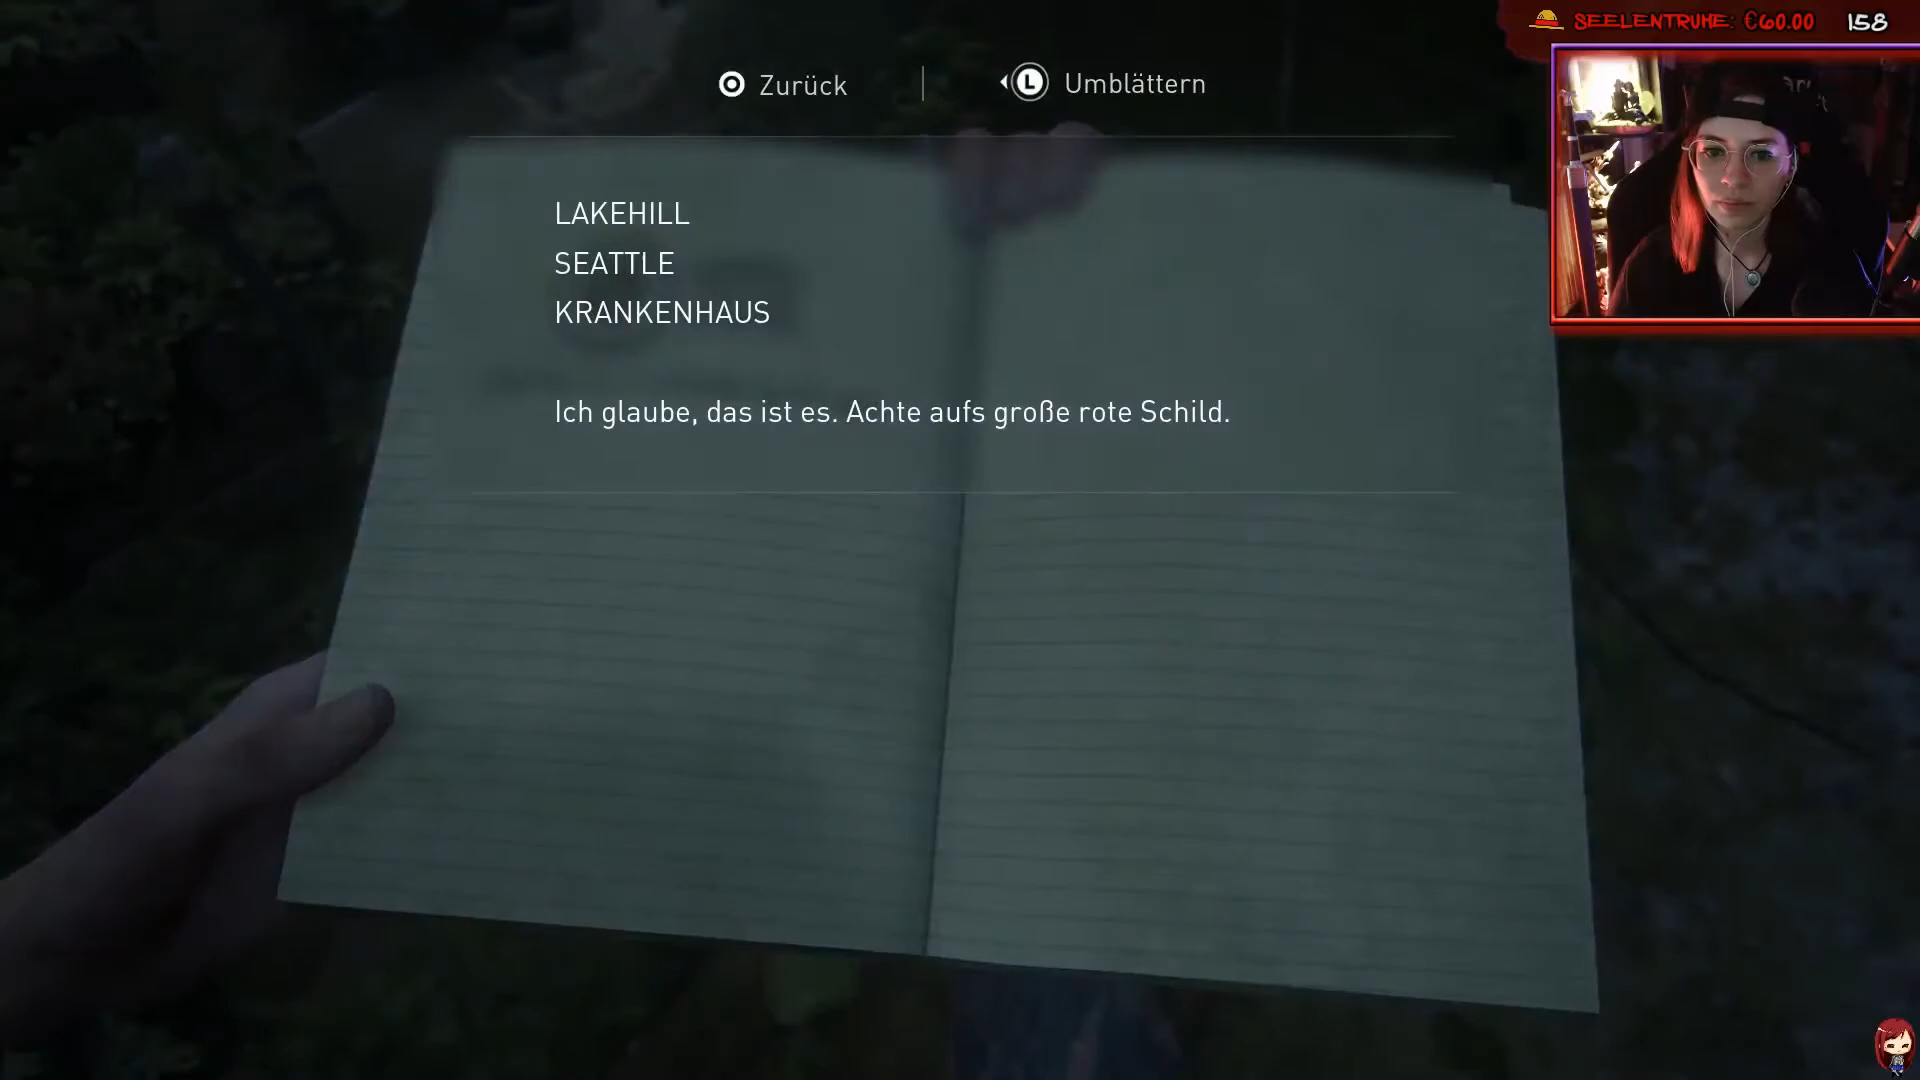 SEELENTRUHE: €60.00 158
Zurück
L Umblättern
LAKEHILL
SEATTLE
KRANKENHAUS
Ich glaube, das ist es. Achte aufs große rote Schild.